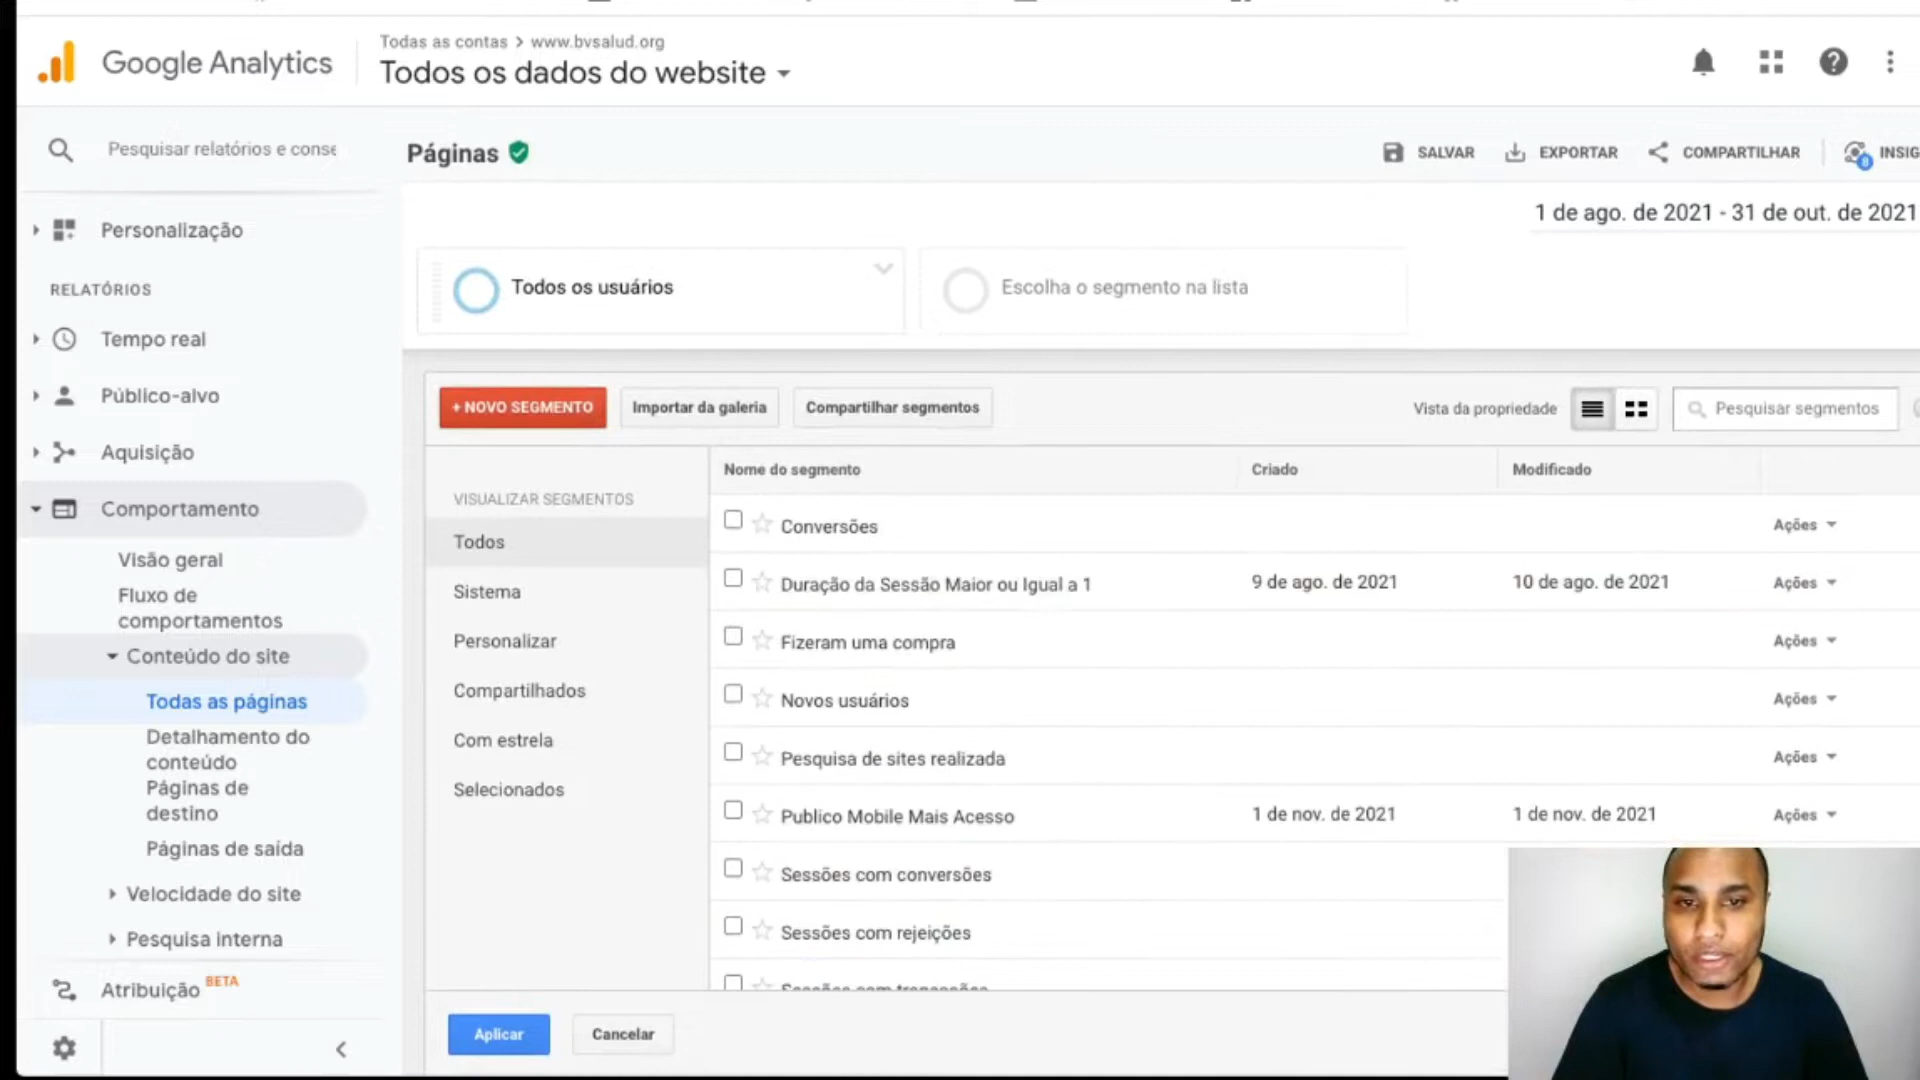 Google Analytics
Todas as contas > www.bvsalud.org
Todos os dados do website
Pesquisar relatórios e conse
Páginas
SALVAR
EXPORTAR
COMPARTILHAR
INSIG
1 de ago. de 2021 - 31 de out. de 2021
Personalização
RELATÓRIOS
Tempo real
Público-alvo
Aquisição
Comportamento
Visão geral
Fluxo de
comportamentos
Conteúdo do site
Todas as páginas
Detalhamento do
conteúdo
Páginas de
destino
Páginas de saída
Velocidade do site
Pesquisa interna
Atribuição BETA
Todos os usuários
Escolha o segmento na lista
+ NOVO SEGMENTO
Importar da galeria
Compartilhar segmentos
Vista da propriedade
Pesquisar segmentos
VISUALIZAR SEGMENTOS
Todos
Sistema
Personalizar
Compartilhados
Com estrela
Selecionados
Nome do segmento Criado Modificado
Conversões Ações
Duração da Sessão Maior ou Igual a 1 9 de ago. de 2021 10 de ago. de 2021 Ações
Fizeram uma compra Ações
Novos usuários Ações
Pesquisa de sites realizada Ações
Publico Mobile Mais Acesso 1 de nov. de 2021 1 de nov. de 2021 Ações
Sessões com conversões
Sessões com rejeições
Sessões com transações
Aplicar
Cancelar